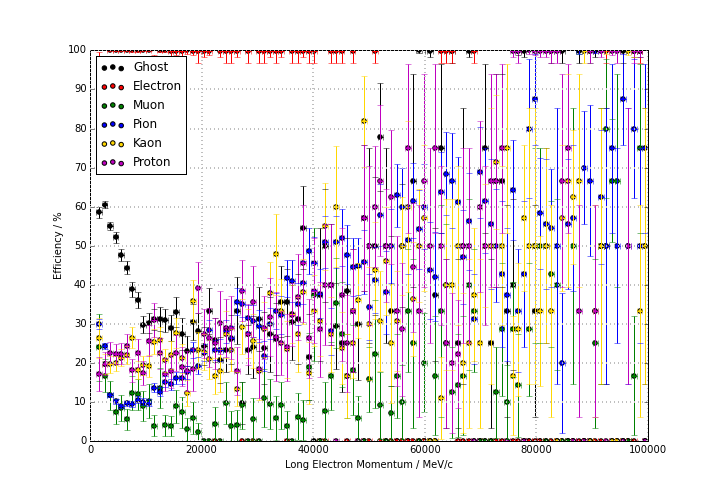 100
90
80
70
60
50
40
30
20
10
0
Efficiency / %
Ghost
Electron
Muon
Pion
Kaon
Proton
0 20000 40000 60000 80000 100000
Long Electron Momentum / MeV/c